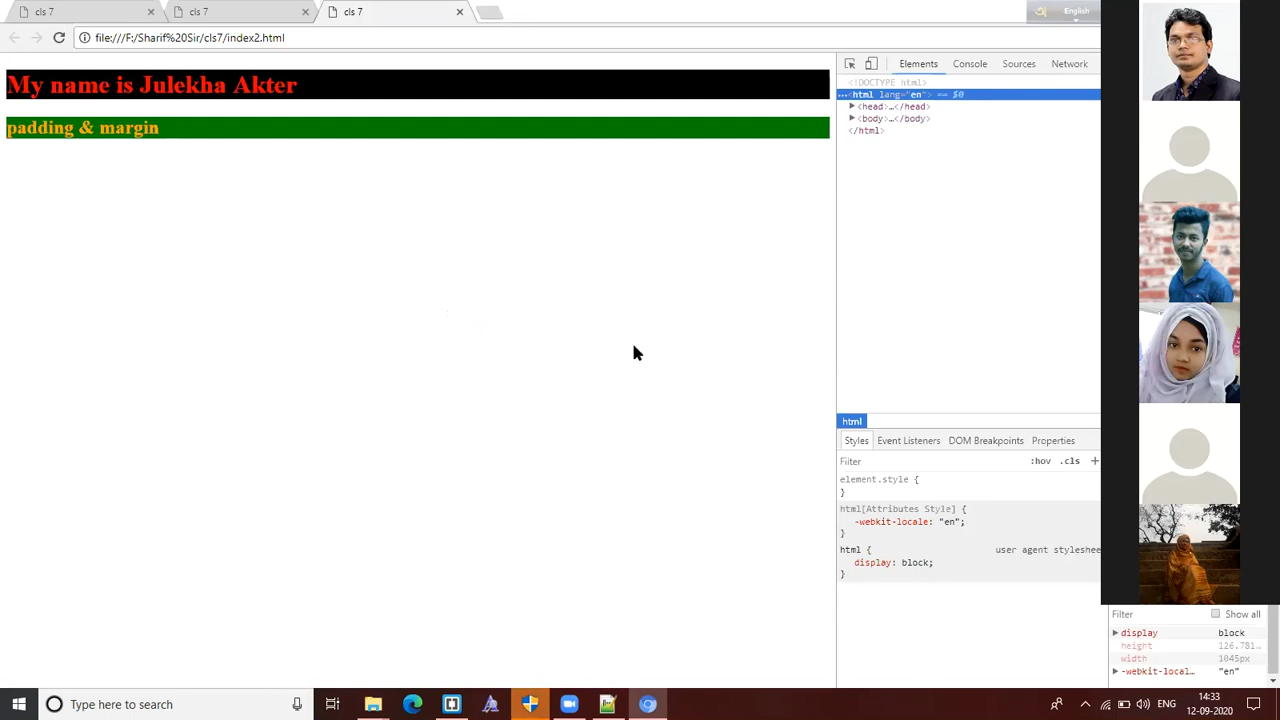 cls 7
cls 7
cls 7
English
file:///F:/Sharif%20Sir/cls7/index2.html
My name is Julekha Akter
padding & margin
Elements
Console
Sources
Network
<!DOCTYPE html>
<html lang="en"> == $0
<head>…</head>
<body>…</body>
</html>
html
Styles
Event Listeners
DOM Breakpoints
Properties
Filter
:hov
.cls
+
element.style {
}
html[Attributes Style] {
-webkit-locale: "en";
}
html {
user agent styleshee
display: block;
}
Filter
Show all
display
block
height
126.781…
width
1045px
-webkit-local…
"en"
Type here to search
ENG
14:33
12-09-2020